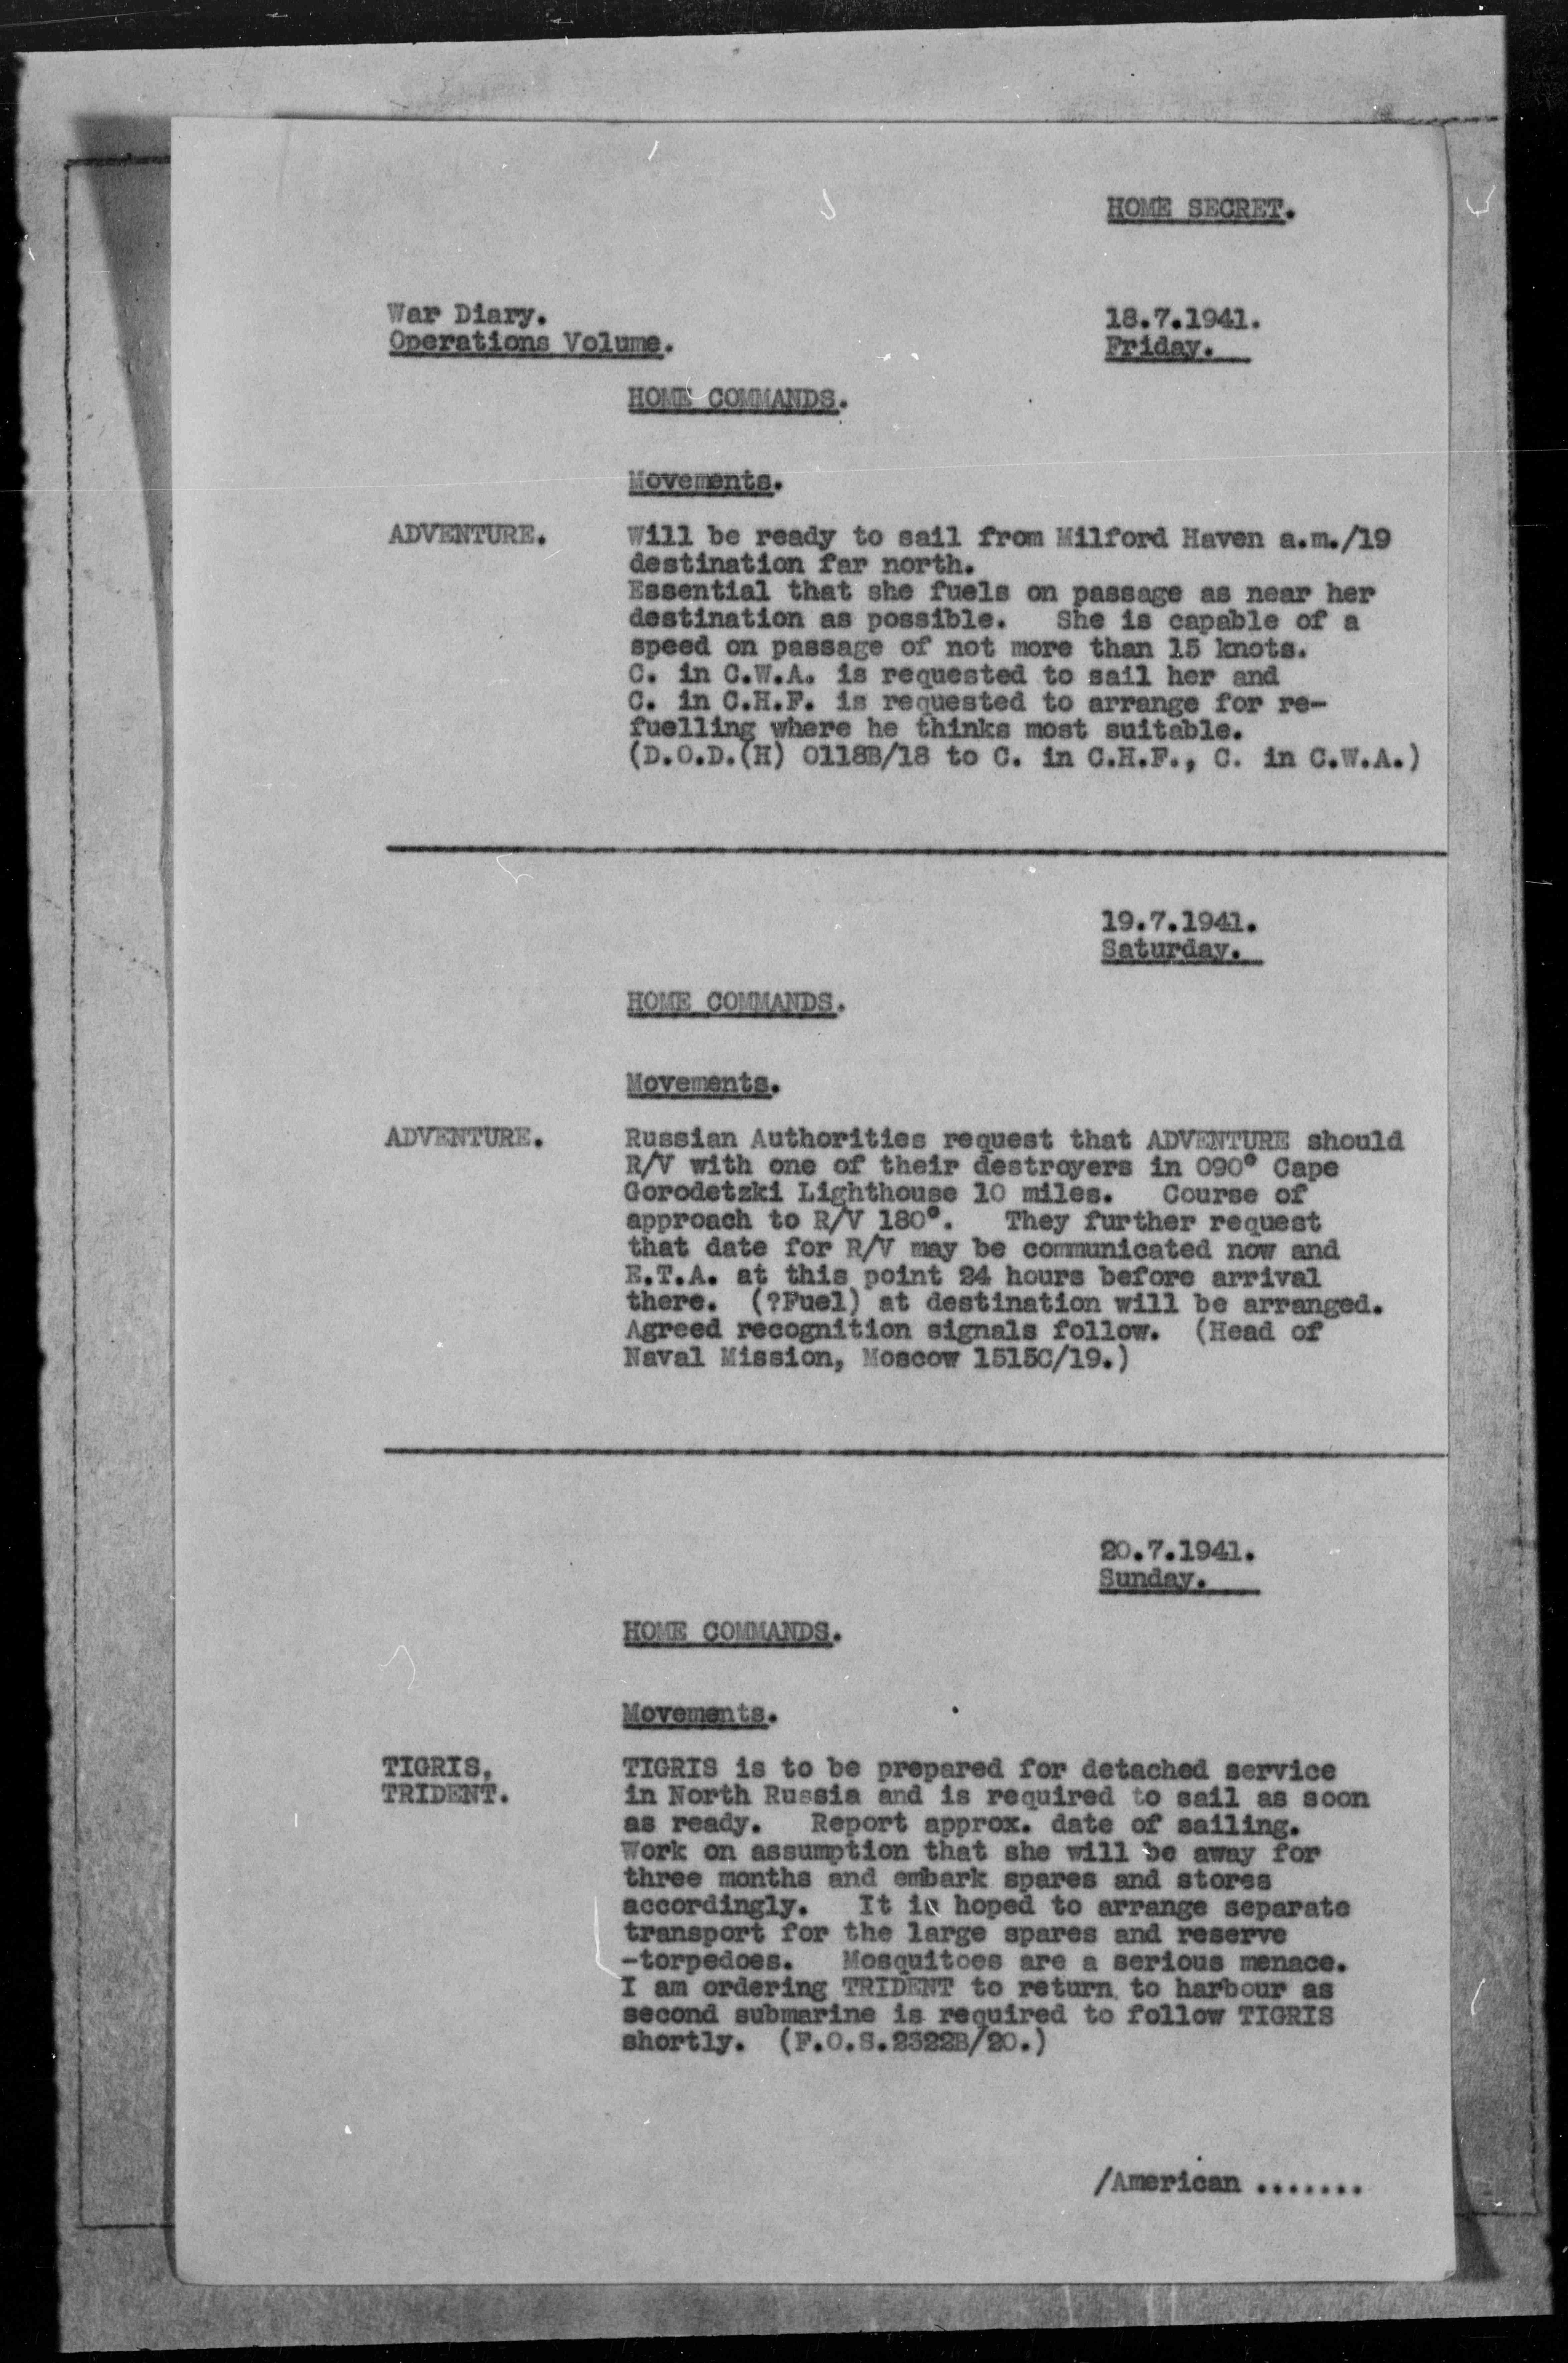 HOME SECRET.
War Diary. 18.7.1941.
Operations Volume. Friday.
HOME COMMANDS.
Movements.
ADVENTURE. Will be ready to sail from Milford Haven a.m./19
destination far north.
Essential that she fuels on passage as near her
destination as possible. She is capable of a
speed on passage of not more than 15 knots.
C. in C.W.A. is requested to sail her and
C. in C.H.F. is requested to arrange for re-
fuelling where he thinks most suitable.
(D.O.D.(H) 0118B/18 to C. in C.H.F., C. in C.W.A.)
19.7.1941.
Saturday.
HOME COMMANDS.
Movements.
ADVENTURE. Russian Authorities request that ADVENTURE should
R/V with one of their destroyers in 090° Cape
Gorodetzki Lighthouse 10 miles. Course of
approach to R/V 180°. They further request
that date for R/V may be communicated now and
E.T.A. at this point 24 hours before arrival
there. (?Fuel) at destination will be arranged.
Agreed recognition signals follow. (Head of
Naval Mission, Moscow 1515C/19.)
20.7.1941.
Sunday.
HOME COMMANDS.
Movements.
TIGRIS, TIGRIS is to be prepared for detached service
TRIDENT. in North Russia and is required to sail as soon
as ready. Report approx. date of sailing.
Work on assumption that she will be away for
three months and embark spares and stores
accordingly. It is hoped to arrange separate
transport for the large spares and reserve
-torpedoes. Mosquitoes are a serious menace.
I am ordering TRIDENT to return to harbour as
second submarine is required to follow TIGRIS
shortly. (F.O.S.2322B/20.)
/American .......